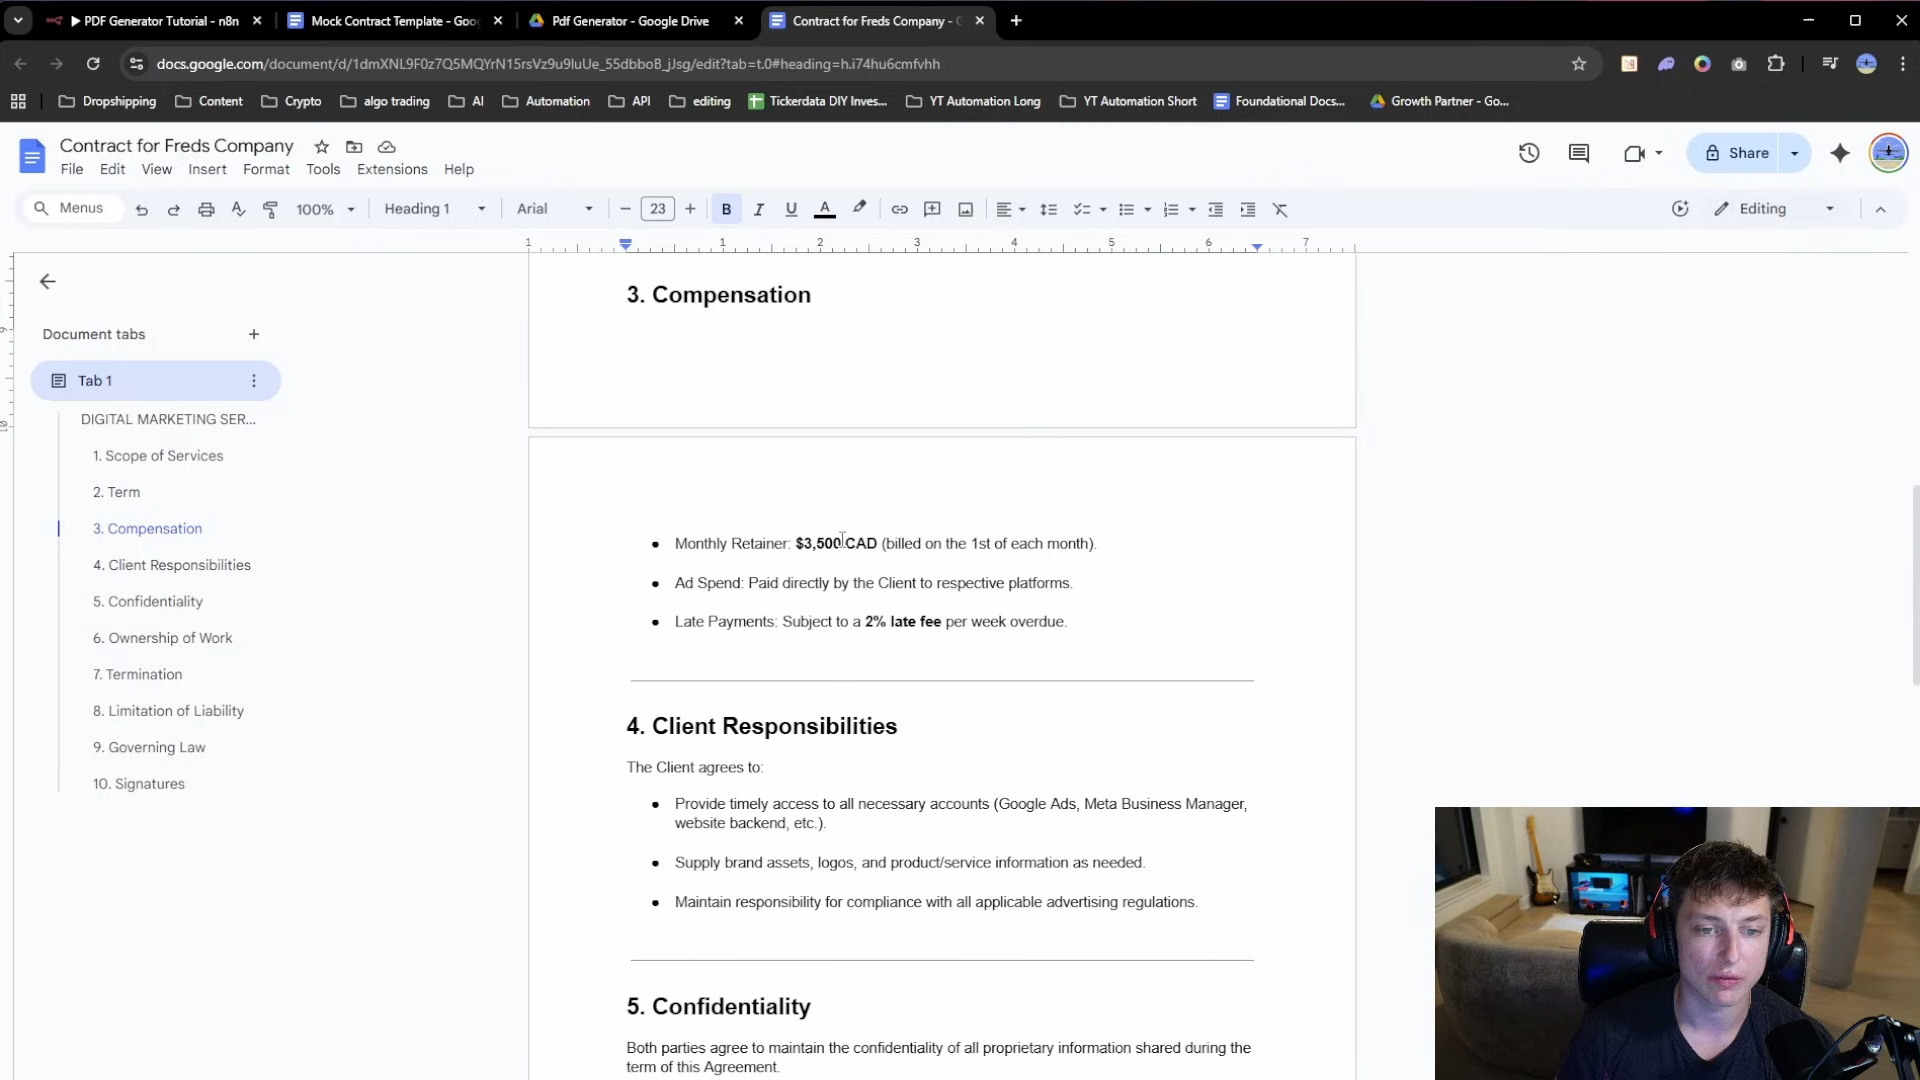 PDF Generator Tutorial - n8n
Mock Contract Template - Goo
Pdf Generator - Google Drive
Contract for Freds Company - G
docs.google.com/document/d/1dmXNL9F0z7Q5MQYrN15rsVz9u9luUe_55dbboB_jJsg/edit?tab=t.0#heading=h.i74hu6cmfvhh
Dropshipping
Content
Crypto
algo trading
AI
Automation
API
editing
Tickerdata DIY Inves...
YT Automation Long
YT Automation Short
Foundational Docs...
Growth Partner - Go...
Contract for Freds Company
File Edit View Insert Format Tools Extensions Help
Share
Menus
100%
Heading 1
Arial
23
B
I
U
A
Editing
1 1 2 3 4 5 6 7
9
10
Document tabs
Tab 1
DIGITAL MARKETING SER...
1. Scope of Services
2. Term
3. Compensation
4. Client Responsibilities
5. Confidentiality
6. Ownership of Work
7. Termination
8. Limitation of Liability
9. Governing Law
10. Signatures
3. Compensation
● Monthly Retainer: $3,500 CAD (billed on the 1st of each month).
● Ad Spend: Paid directly by the Client to respective platforms.
● Late Payments: Subject to a 2% late fee per week overdue.
4. Client Responsibilities
The Client agrees to:
● Provide timely access to all necessary accounts (Google Ads, Meta Business Manager,
website backend, etc.).
● Supply brand assets, logos, and product/service information as needed.
● Maintain responsibility for compliance with all applicable advertising regulations.
5. Confidentiality
Both parties agree to maintain the confidentiality of all proprietary information shared during the
term of this Agreement.